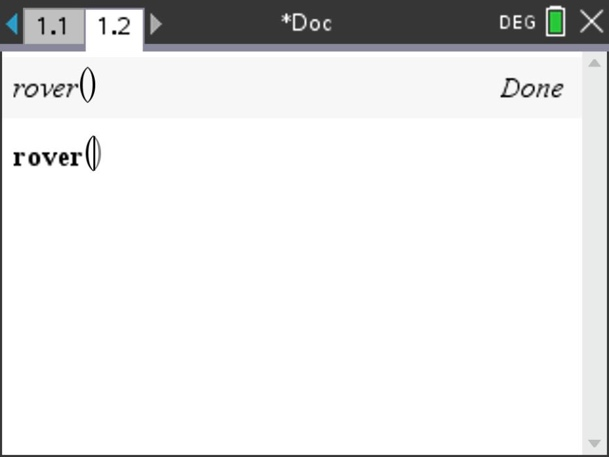 1.1 1.2 *Doc DEG
rover() Done
rover()